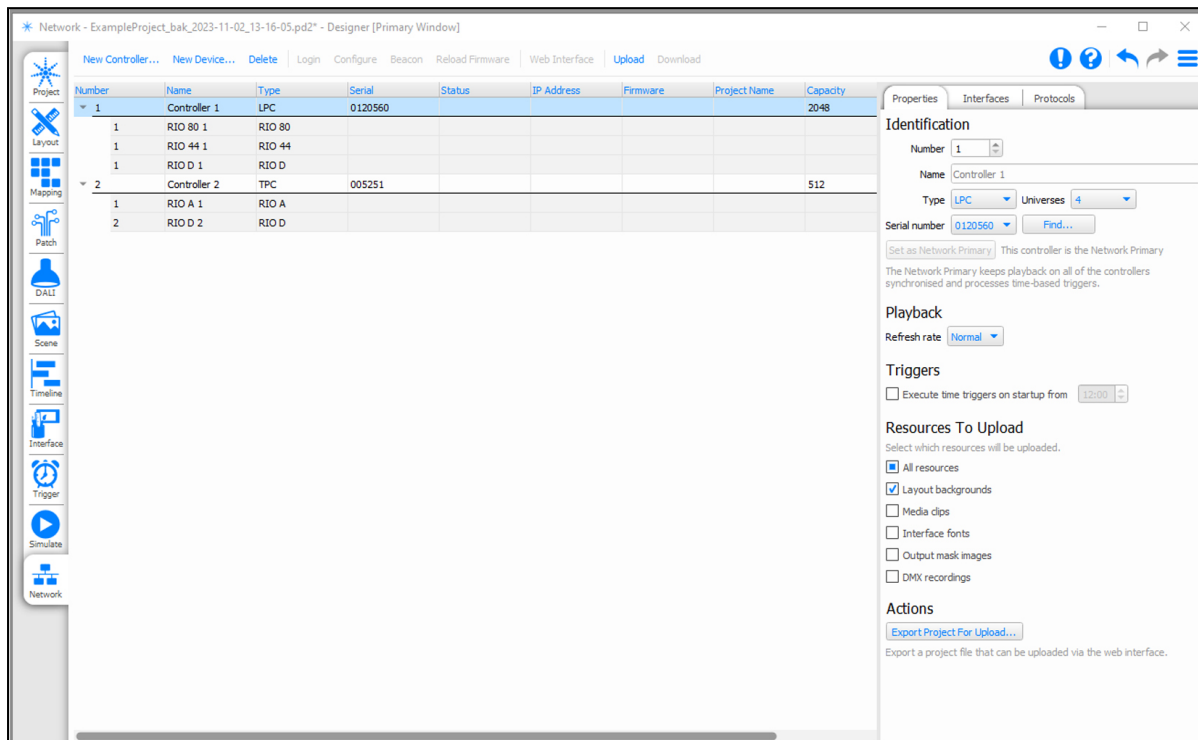 Network - ExampleProject_bak_2023-11-02_13-16-05.pd2* - Designer [Primary Window]
New Controller... New Device... Delete Login Configure Beacon Reload Firmware Web Interface Upload Download
Project
Layout
Mapping
Patch
DALI
Scene
Timeline
Interface
Trigger
Simulate
Network
Number Name Type Serial Status IP Address Firmware Project Name Capacity
1 Controller 1 LPC 0120560 2048
1 RIO 80 1 RIO 80
1 RIO 44 1 RIO 44
1 RIO D 1 RIO D
2 Controller 2 TPC 005251 512
1 RIO A 1 RIO A
2 RIO D 2 RIO D
Properties Interfaces Protocols
Identification
Number 1
Name Controller 1
Type LPC Universes 4
Serial number 0120560 Find...
Set as Network Primary This controller is the Network Primary
The Network Primary keeps playback on all of the controllers
synchronised and processes time-based triggers.
Playback
Refresh rate Normal
Triggers
Execute time triggers on startup from 12:00
Resources To Upload
Select which resources will be uploaded.
All resources
Layout backgrounds
Media clips
Interface fonts
Output mask images
DMX recordings
Actions
Export Project For Upload...
Export a project file that can be uploaded via the web interface.